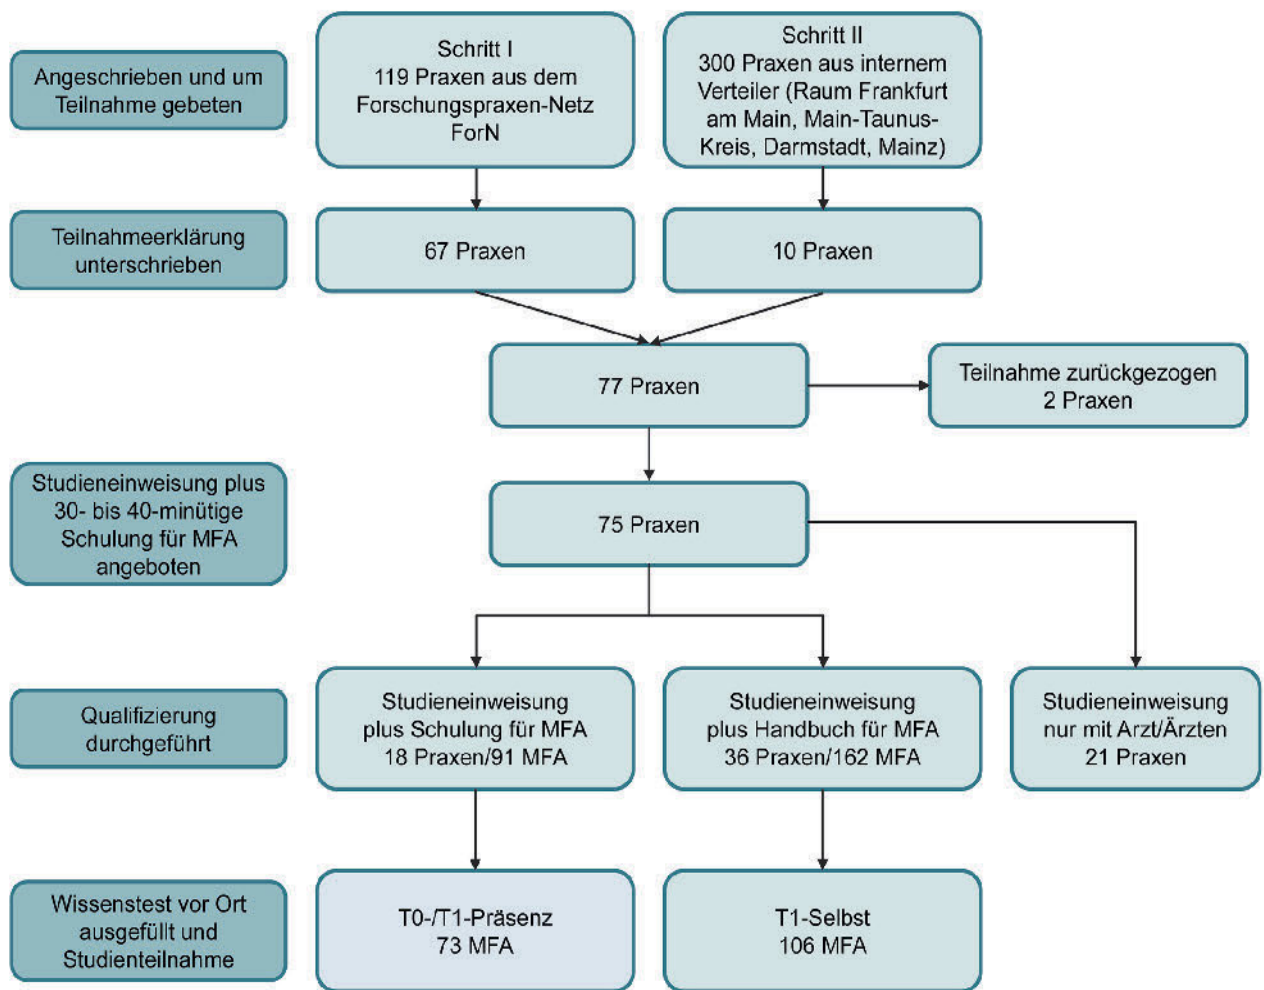 Angeschrieben und um
Teilnahme gebeten
Schritt I
119 Praxen aus dem
Forschungspraxen-Netz
ForN
Schritt II
300 Praxen aus internem
Verteiler (Raum Frankfurt
am Main, Main-Taunus-
Kreis, Darmstadt, Mainz)
Teilnahmeerklärung
unterschrieben
67 Praxen
10 Praxen
77 Praxen
Teilnahme zurückgezogen
2 Praxen
Studieneinweisung plus
30- bis 40-minütige
Schulung für MFA
angeboten
75 Praxen
Qualifizierung
durchgeführt
Studieneinweisung
plus Schulung für MFA
18 Praxen/91 MFA
Studieneinweisung
plus Handbuch für MFA
36 Praxen/162 MFA
Studieneinweisung
nur mit Arzt/Ärzten
21 Praxen
Wissenstest vor Ort
ausgefüllt und
Studienteilnahme
T0-/T1-Präsenz
73 MFA
T1-Selbst
106 MFA